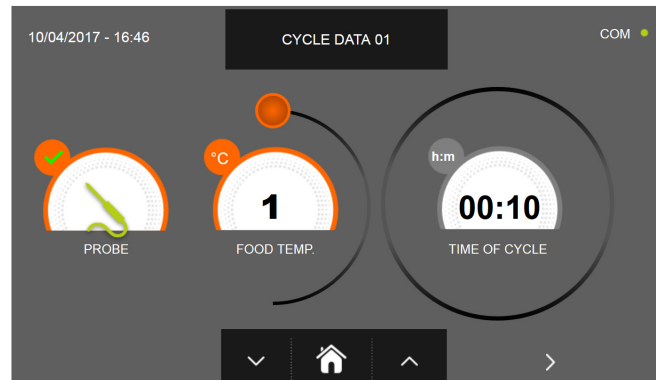 10/04/2017 - 16:46
CYCLE DATA 01
COM
°C
h:m
1
00:10
PROBE
FOOD TEMP.
TIME OF CYCLE